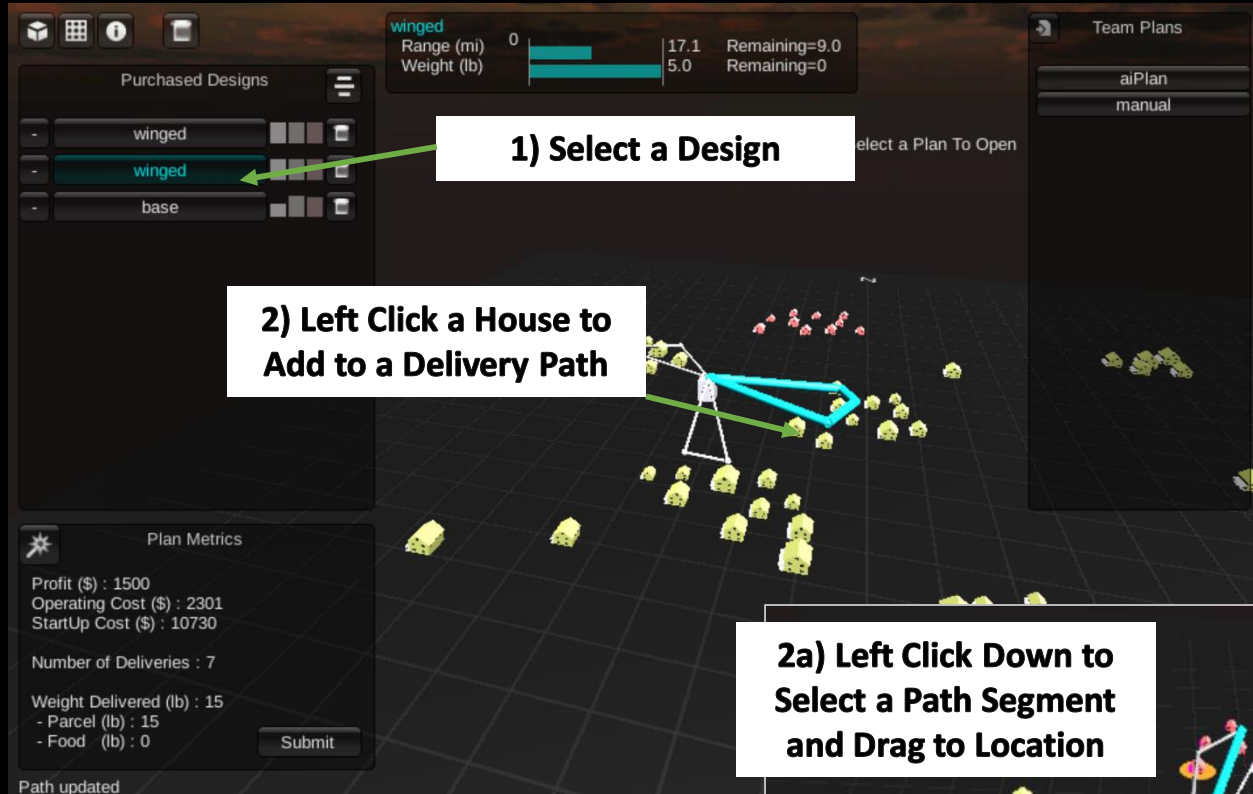 winged
Range (mi) 0 17.1 Remaining=9.0
Weight (lb) 5.0 Remaining=0
Team Plans
aiPlan
manual
Purchased Designs
- winged
- winged
- base
1) Select a Design
elect a Plan To Open
2) Left Click a House to
Add to a Delivery Path
Plan Metrics
Profit ($) : 1500
Operating Cost ($) : 2301
StartUp Cost ($) : 10730
Number of Deliveries : 7
Weight Delivered (lb) : 15
- Parcel (lb) : 15
- Food (lb) : 0
Submit
Path updated
2a) Left Click Down to
Select a Path Segment
and Drag to Location